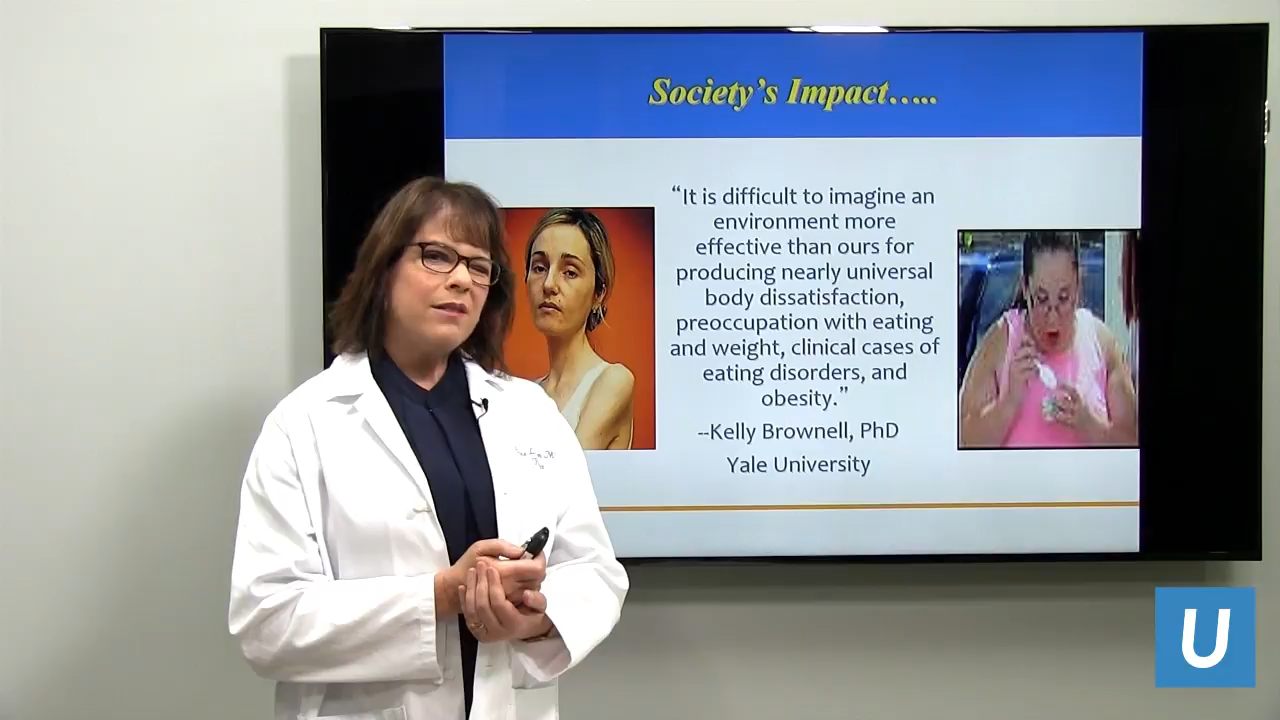 Society's Impact.....
“It is difficult to imagine an
environment more
effective than ours for
producing nearly universal
body dissatisfaction,
preoccupation with eating
and weight, clinical cases of
eating disorders, and
obesity.”
--Kelly Brownell, PhD
Yale University
U